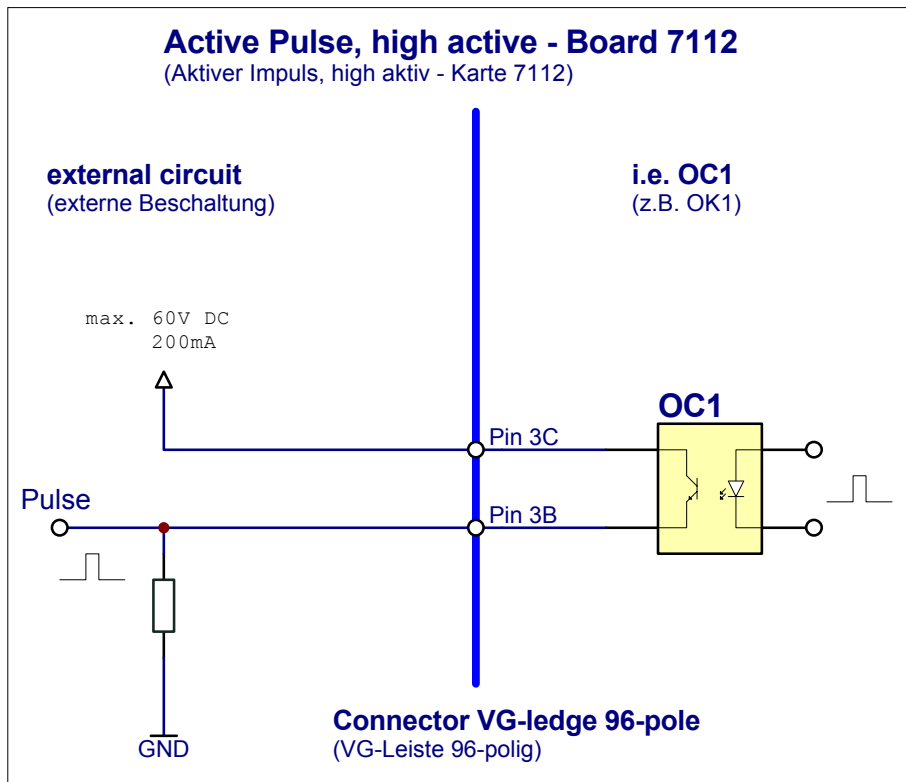 Active Pulse, high active - Board 7112
(Aktiver Impuls, high aktiv - Karte 7112)
external circuit
(externe Beschaltung)
i.e. OC1
(z.B. OK1)
max. 60V DC
200mA
OC1
Pin 3C
Pulse
Pin 3B
GND
Connector VG-ledge 96-pole
(VG-Leiste 96-polig)